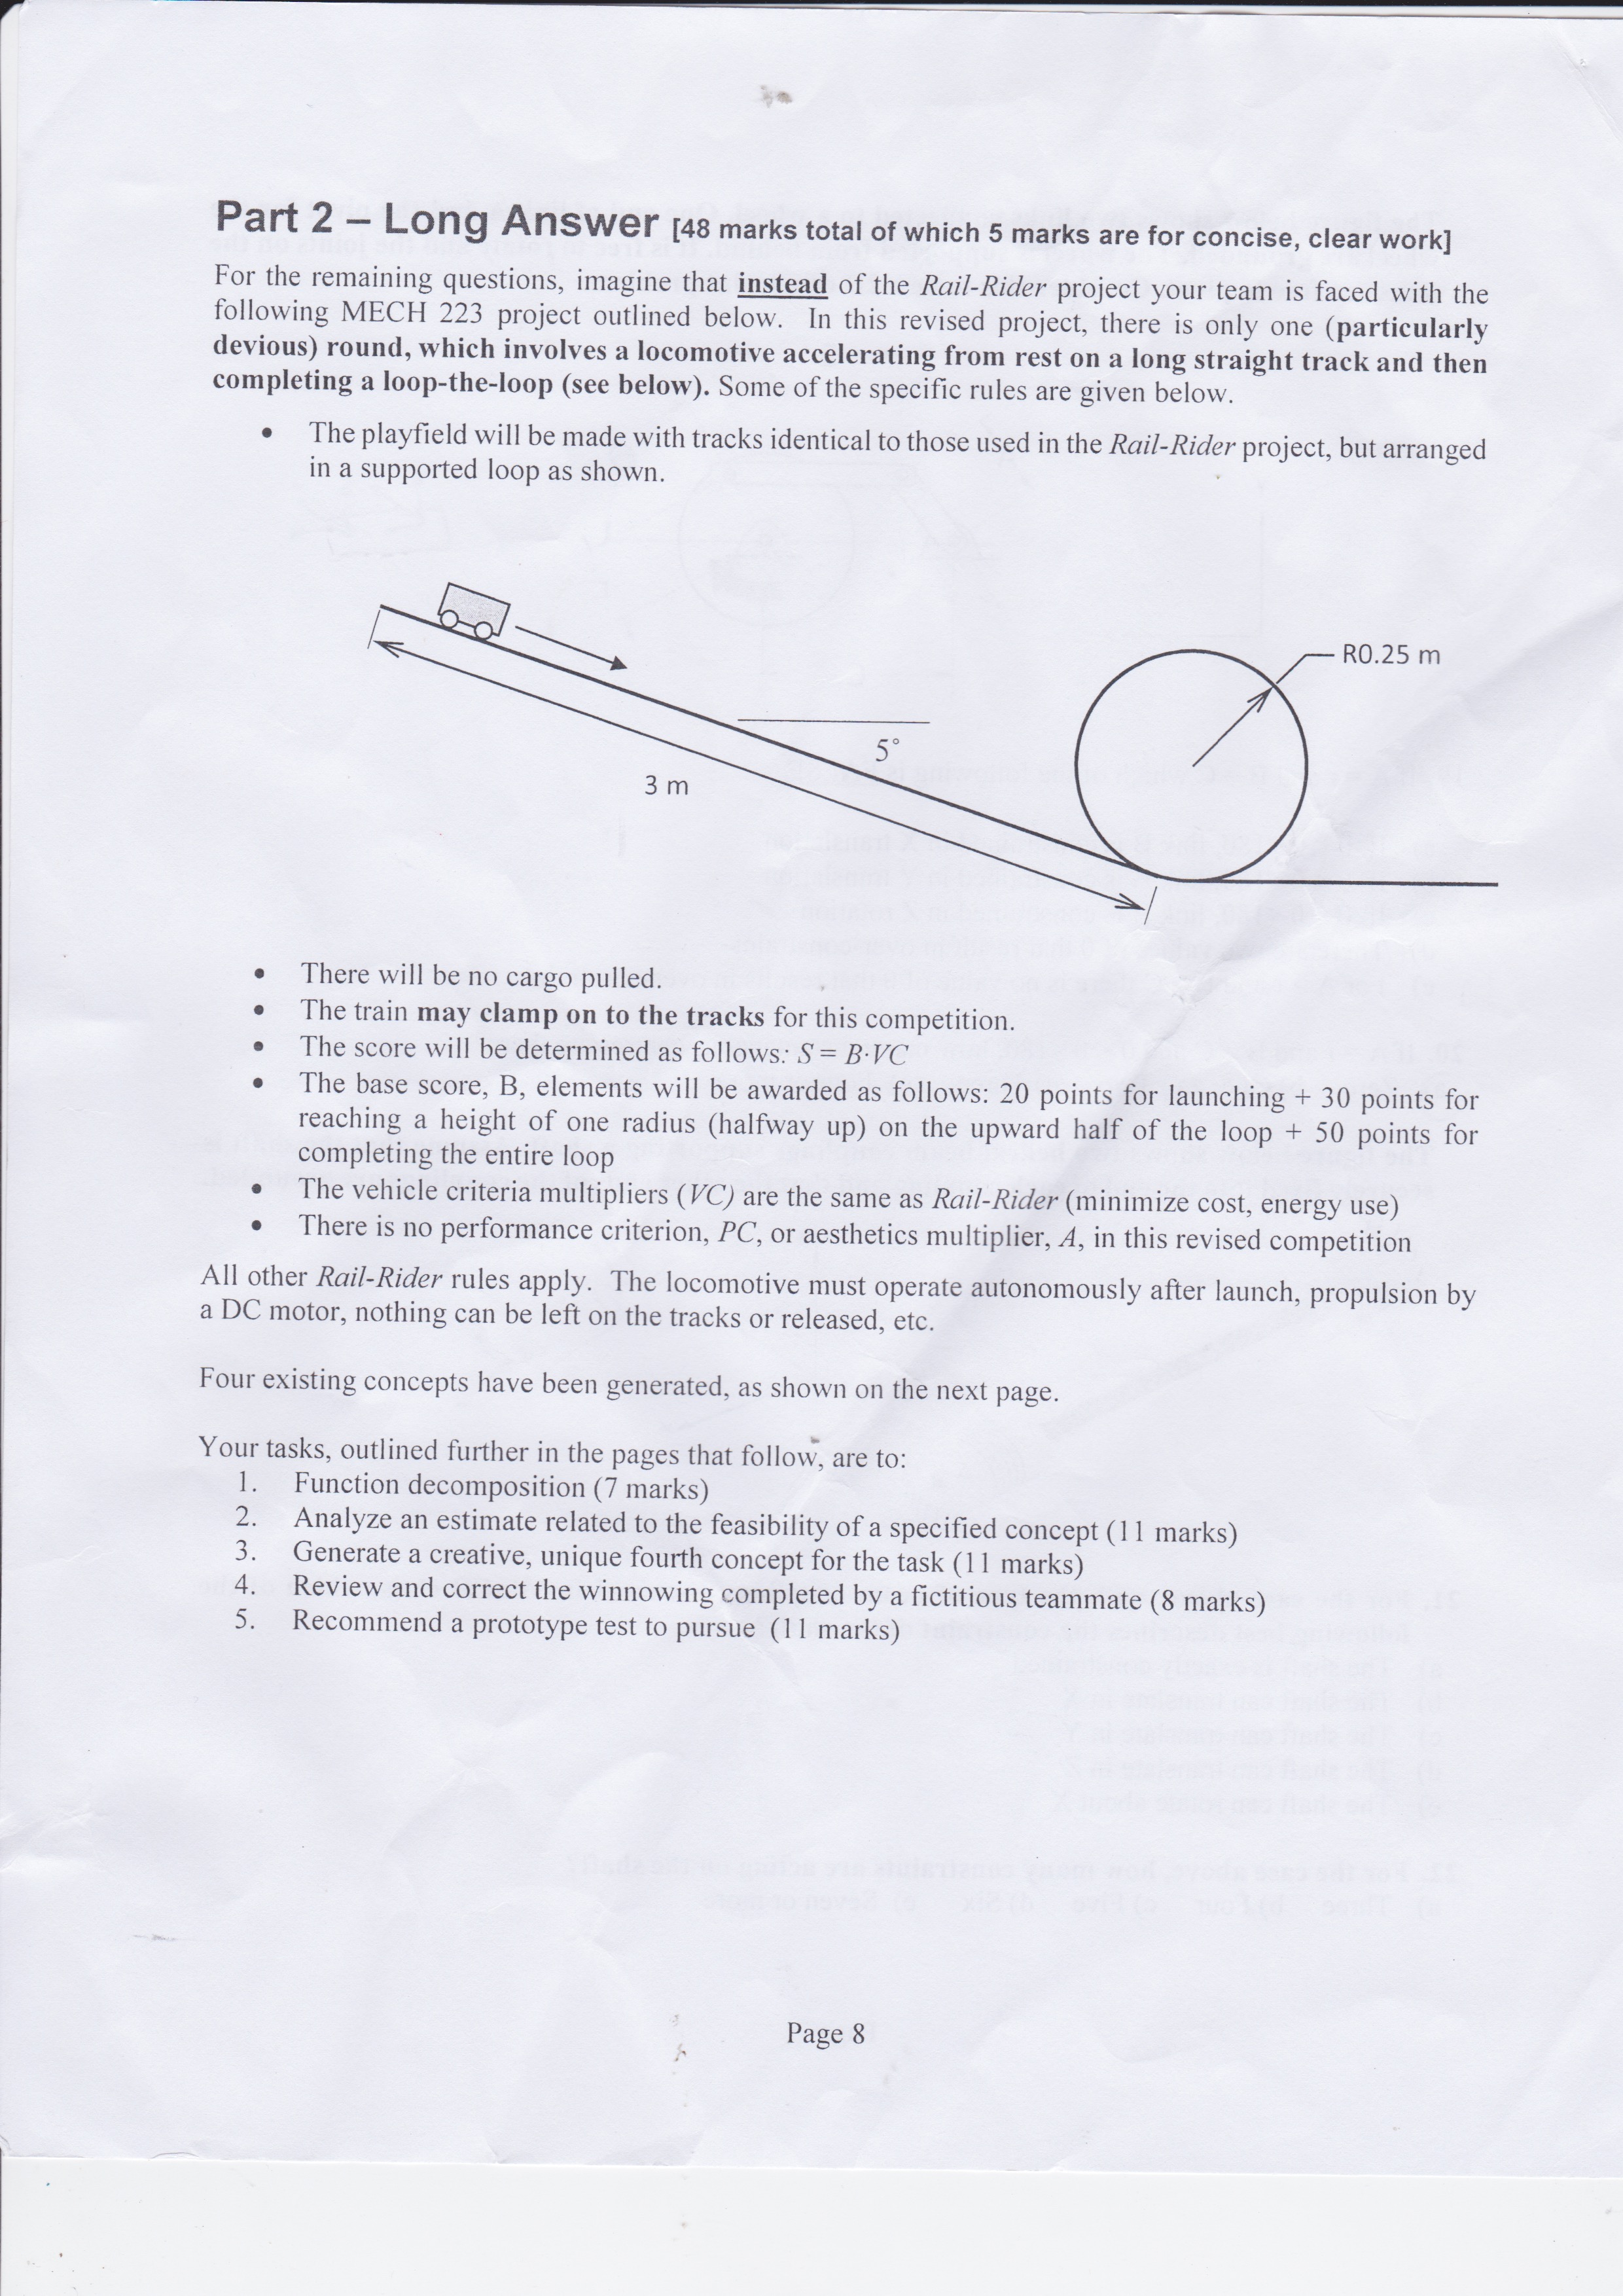 Part 2 – Long Answer [48 marks total of which 5 marks are for concise, clear work]
For the remaining questions, imagine that instead of the Rail-Rider project your team is faced with the
following MECH 223 project outlined below. In this revised project, there is only one (particularly
devious) round, which involves a locomotive accelerating from rest on a long straight track and then
completing a loop-the-loop (see below). Some of the specific rules are given below.
• The playfield will be made with tracks identical to those used in the Rail-Rider project, but arranged
in a supported loop as shown.
R0.25 m
5°
3 m
• There will be no cargo pulled.
• The train may clamp on to the tracks for this competition.
• The score will be determined as follows: S = B·VC
• The base score, B, elements will be awarded as follows: 20 points for launching + 30 points for
reaching a height of one radius (halfway up) on the upward half of the loop + 50 points for
completing the entire loop
• The vehicle criteria multipliers (VC) are the same as Rail-Rider (minimize cost, energy use)
• There is no performance criterion, PC, or aesthetics multiplier, A, in this revised competition
All other Rail-Rider rules apply. The locomotive must operate autonomously after launch, propulsion by
a DC motor, nothing can be left on the tracks or released, etc.
Four existing concepts have been generated, as shown on the next page.
Your tasks, outlined further in the pages that follow, are to:
1. Function decomposition (7 marks)
2. Analyze an estimate related to the feasibility of a specified concept (11 marks)
3. Generate a creative, unique fourth concept for the task (11 marks)
4. Review and correct the winnowing completed by a fictitious teammate (8 marks)
5. Recommend a prototype test to pursue (11 marks)
Page 8